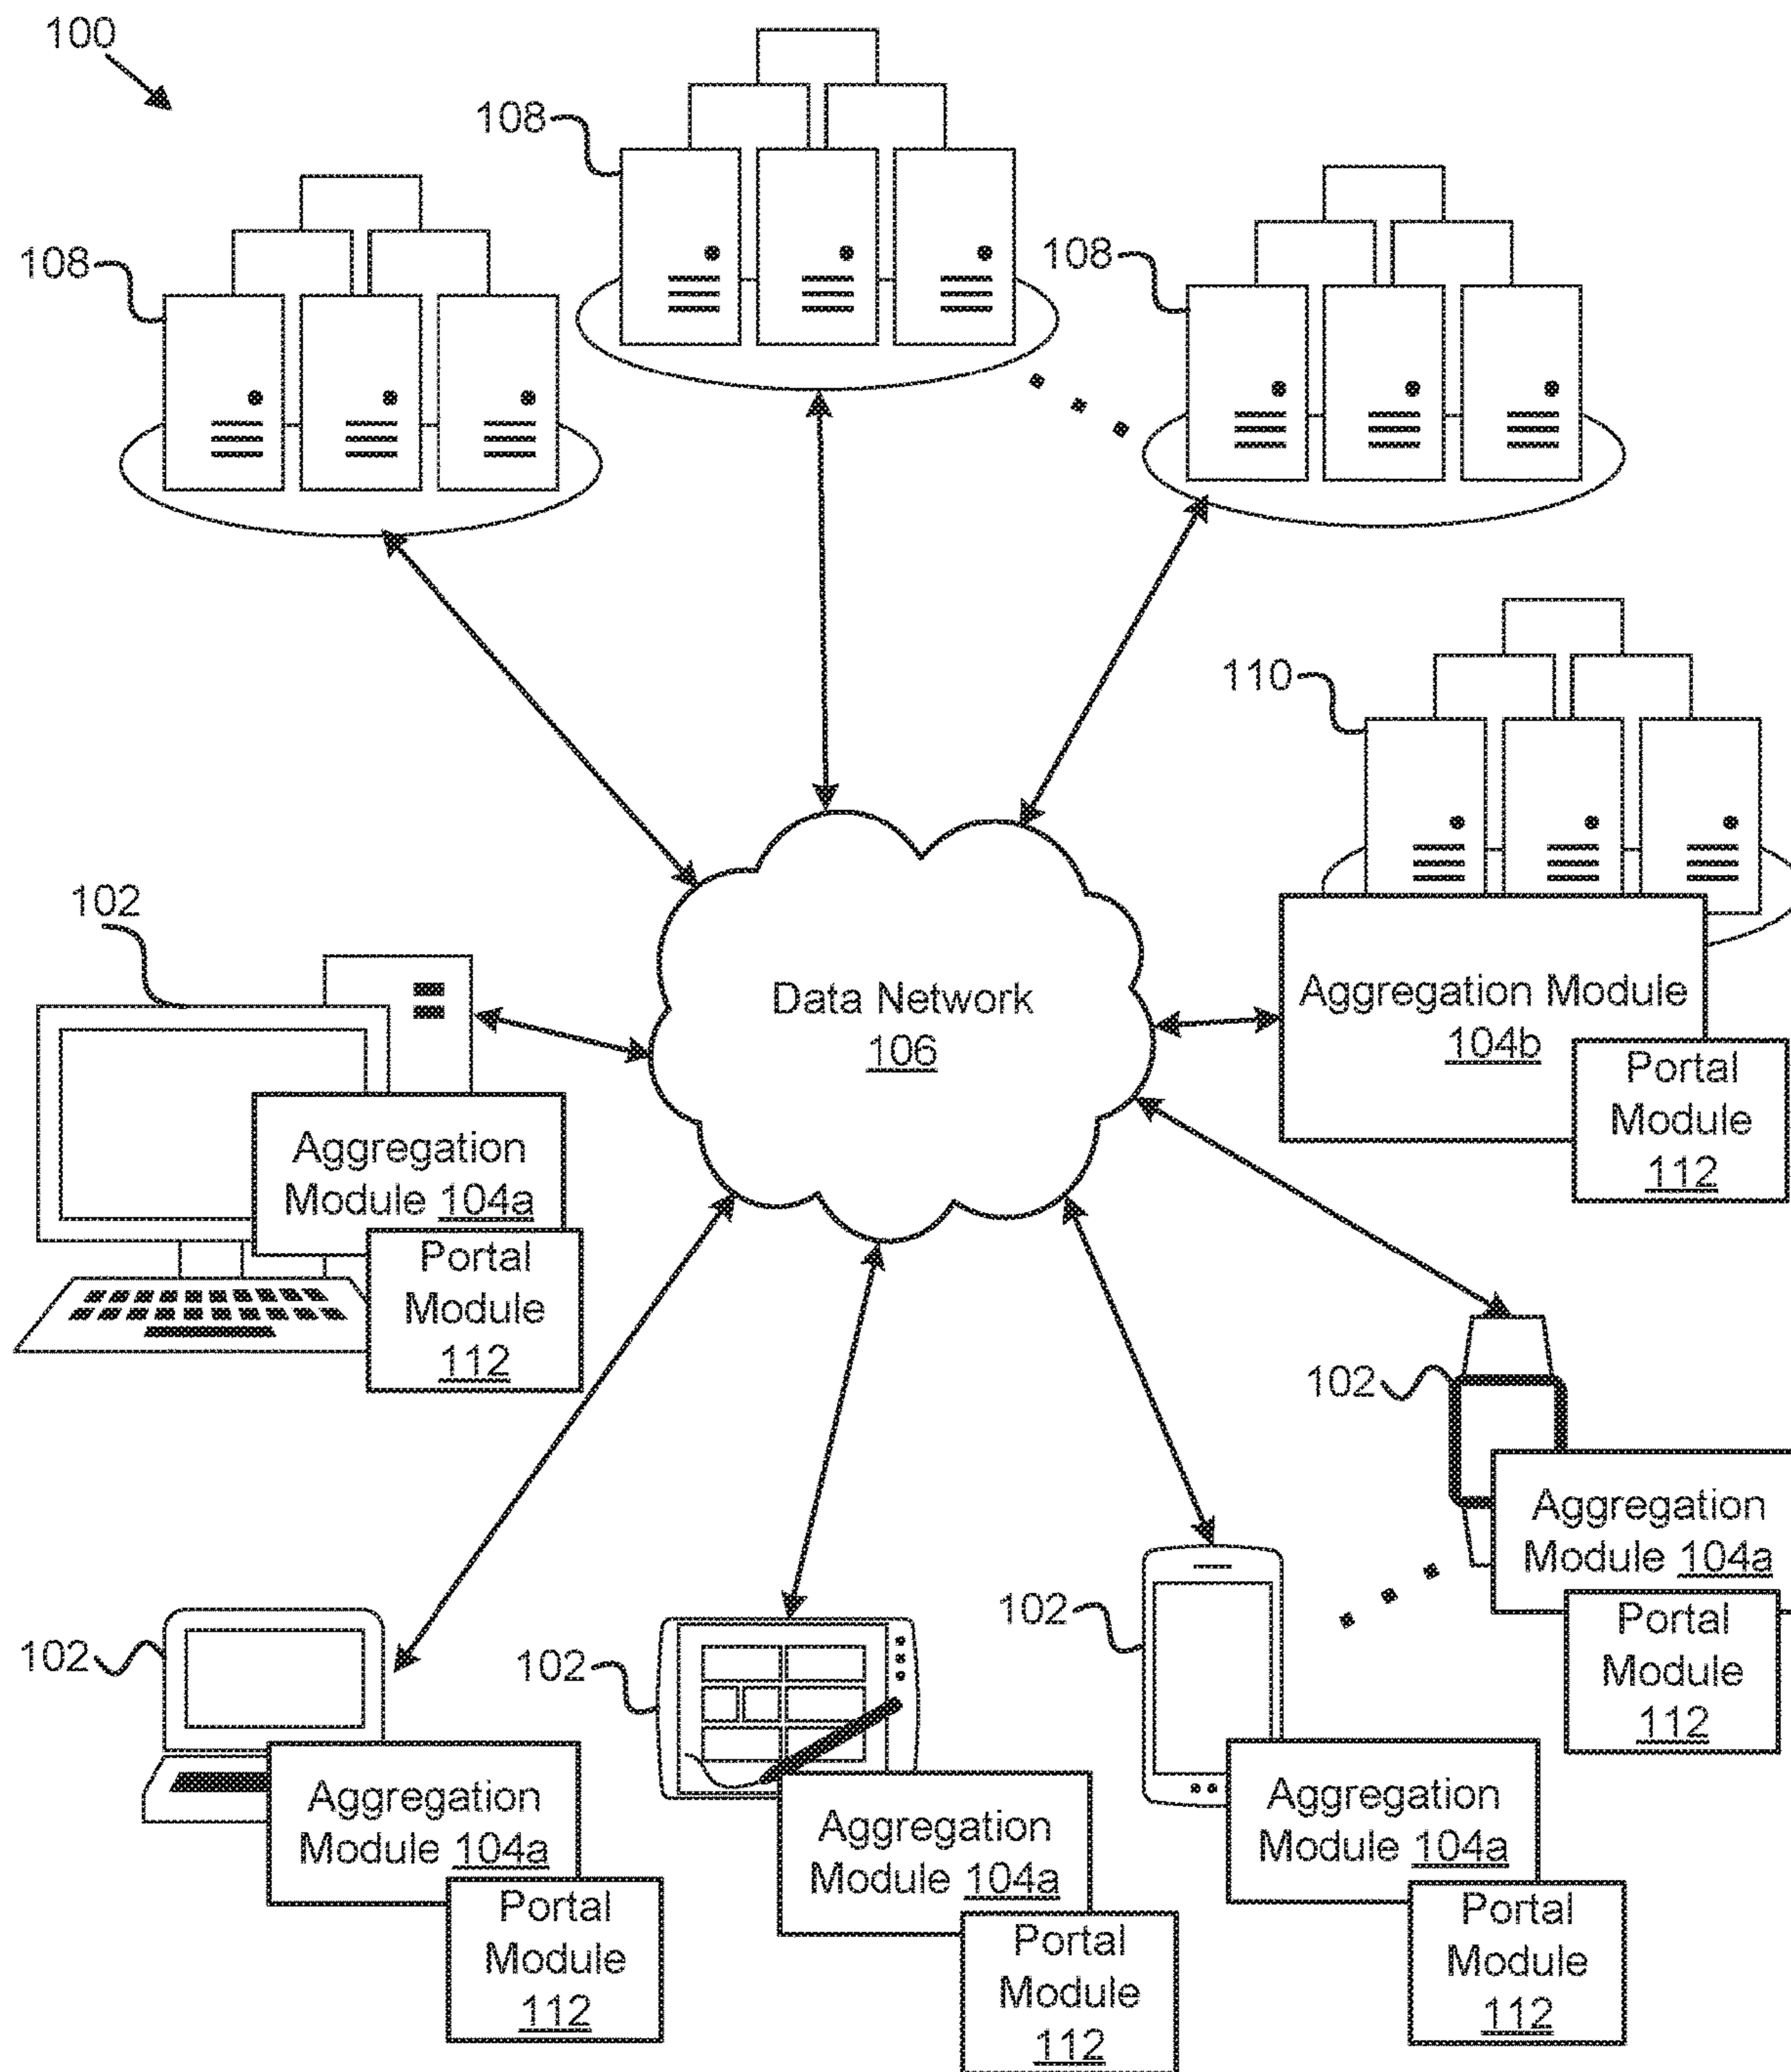 100
108
108
108
110
102
Data Network
106
Aggregation Module
104b
Portal
Module
112
Aggregation
Module 104a
Portal
Module
112
102
Aggregation
Module 104a
Portal
Module
112
102
Aggregation
Module 104a
Portal
Module
112
102
Aggregation
Module 104a
Portal
Module
112
102
Aggregation
Module 104a
Portal
Module
112